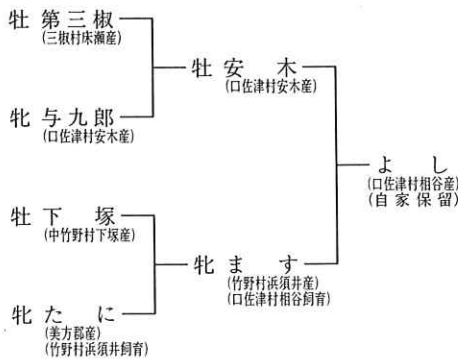 牡 第三椒
(三椒村床瀬産)
牡 安木
(口佐津村安木産)
牝 与九郎
(口佐津村安木産)
よし
(口佐津村相谷産)
(自家保留)
牡 下塚
(中竹野村下塚産)
牝 ます
(竹野村浜須井産)
(口佐津村相谷飼育)
牝 たに
(美方郡産)
(竹野村浜須井飼育)